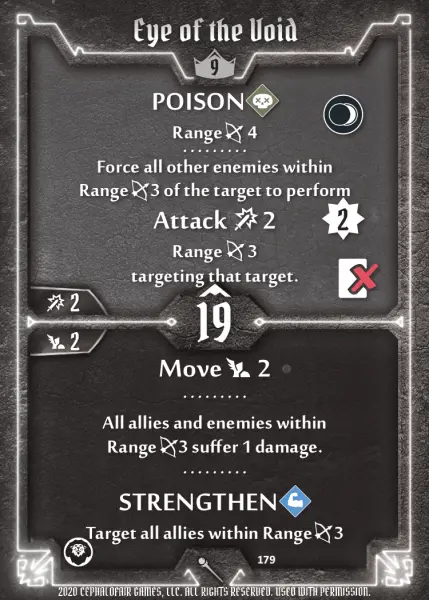 Eye of the Void
9
POISON
Range 4
Force all other enemies within
Range 3 of the target to perform
Attack 2
2
Range 3
targeting that target.
2
19
2
Move 2
All allies and enemies within
Range 3 suffer 1 damage.
STRENGTHEN
Target all allies within Range 3
179
2020 CEPHALOFAIR GAMES, LLC. ALL RIGHTS RESERVED. USED WITH PERMISSION.